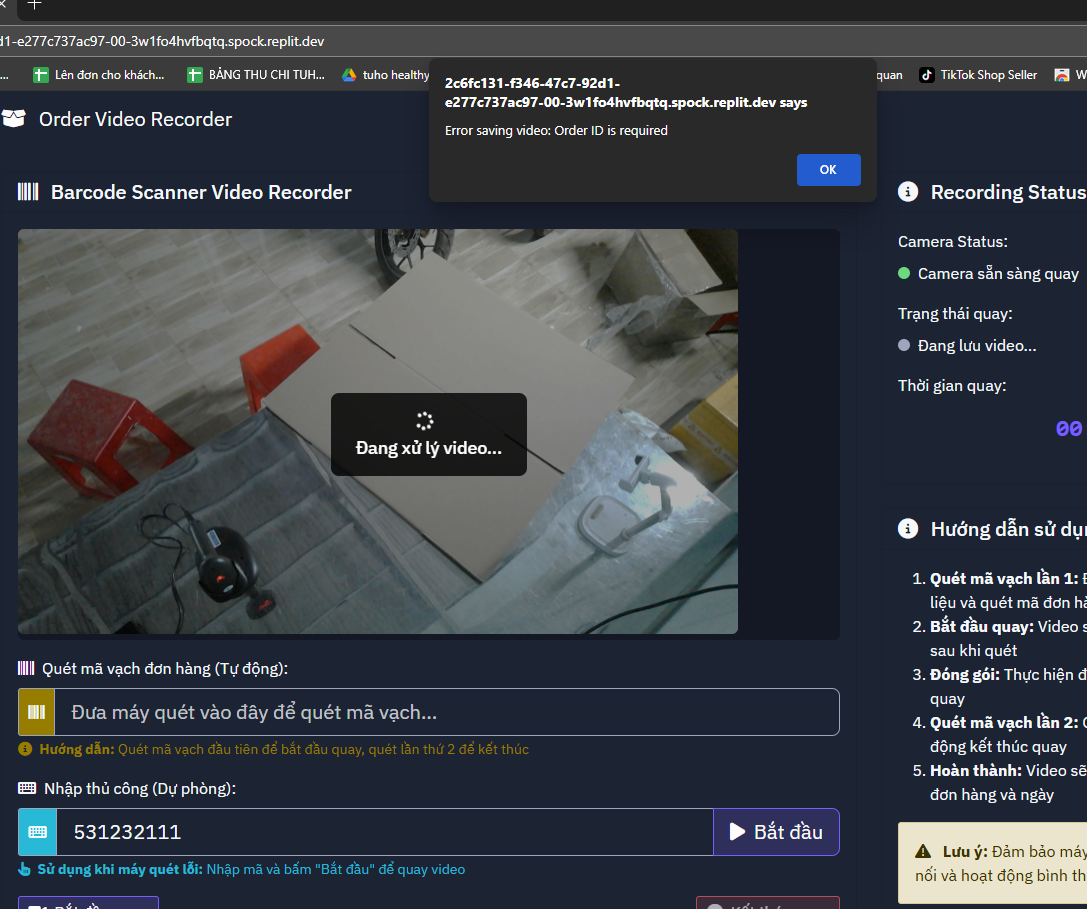 d1-e277c737ac97-00-3w1fo4hvfbqtq.spock.replit.dev
... Lên đơn cho khách... BẢNG THU CHI TUH... tuho healthy quan TikTok Shop Seller W
2c6fc131-f346-47c7-92d1-
e277c737ac97-00-3w1fo4hvfbqtq.spock.replit.dev says
Error saving video: Order ID is required
OK
Order Video Recorder
Barcode Scanner Video Recorder
Đang xử lý video...
Quét mã vạch đơn hàng (Tự động):
Đưa máy quét vào đây để quét mã vạch...
Hướng dẫn: Quét mã vạch đầu tiên để bắt đầu quay, quét lần thứ 2 để kết thúc
Nhập thủ công (Dự phòng):
531232111
Bắt đầu
Sử dụng khi máy quét lỗi: Nhập mã và bấm "Bắt đầu" để quay video
Recording Status
Camera Status:
Camera sẵn sàng quay
Trạng thái quay:
Đang lưu video...
Thời gian quay:
00
Hướng dẫn sử dụ
1. Quét mã vạch lần 1:
liệu và quét mã đơn hà
2. Bắt đầu quay: Video s
sau khi quét
3. Đóng gói: Thực hiện đ
quay
4. Quét mã vạch lần 2:
động kết thúc quay
5. Hoàn thành: Video sẽ
đơn hàng và ngày
Lưu ý: Đảm bảo máy
nối và hoạt động bình th